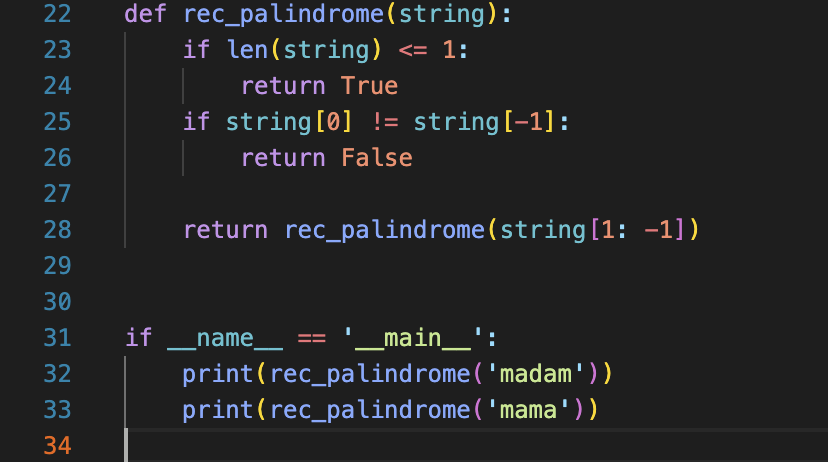 22 def rec_palindrome(string):
23     if len(string) <= 1:
24         return True
25     if string[0] != string[-1]:
26         return False
27
28     return rec_palindrome(string[1: -1])
29
30
31 if __name__ == '__main__':
32     print(rec_palindrome('madam'))
33     print(rec_palindrome('mama'))
34